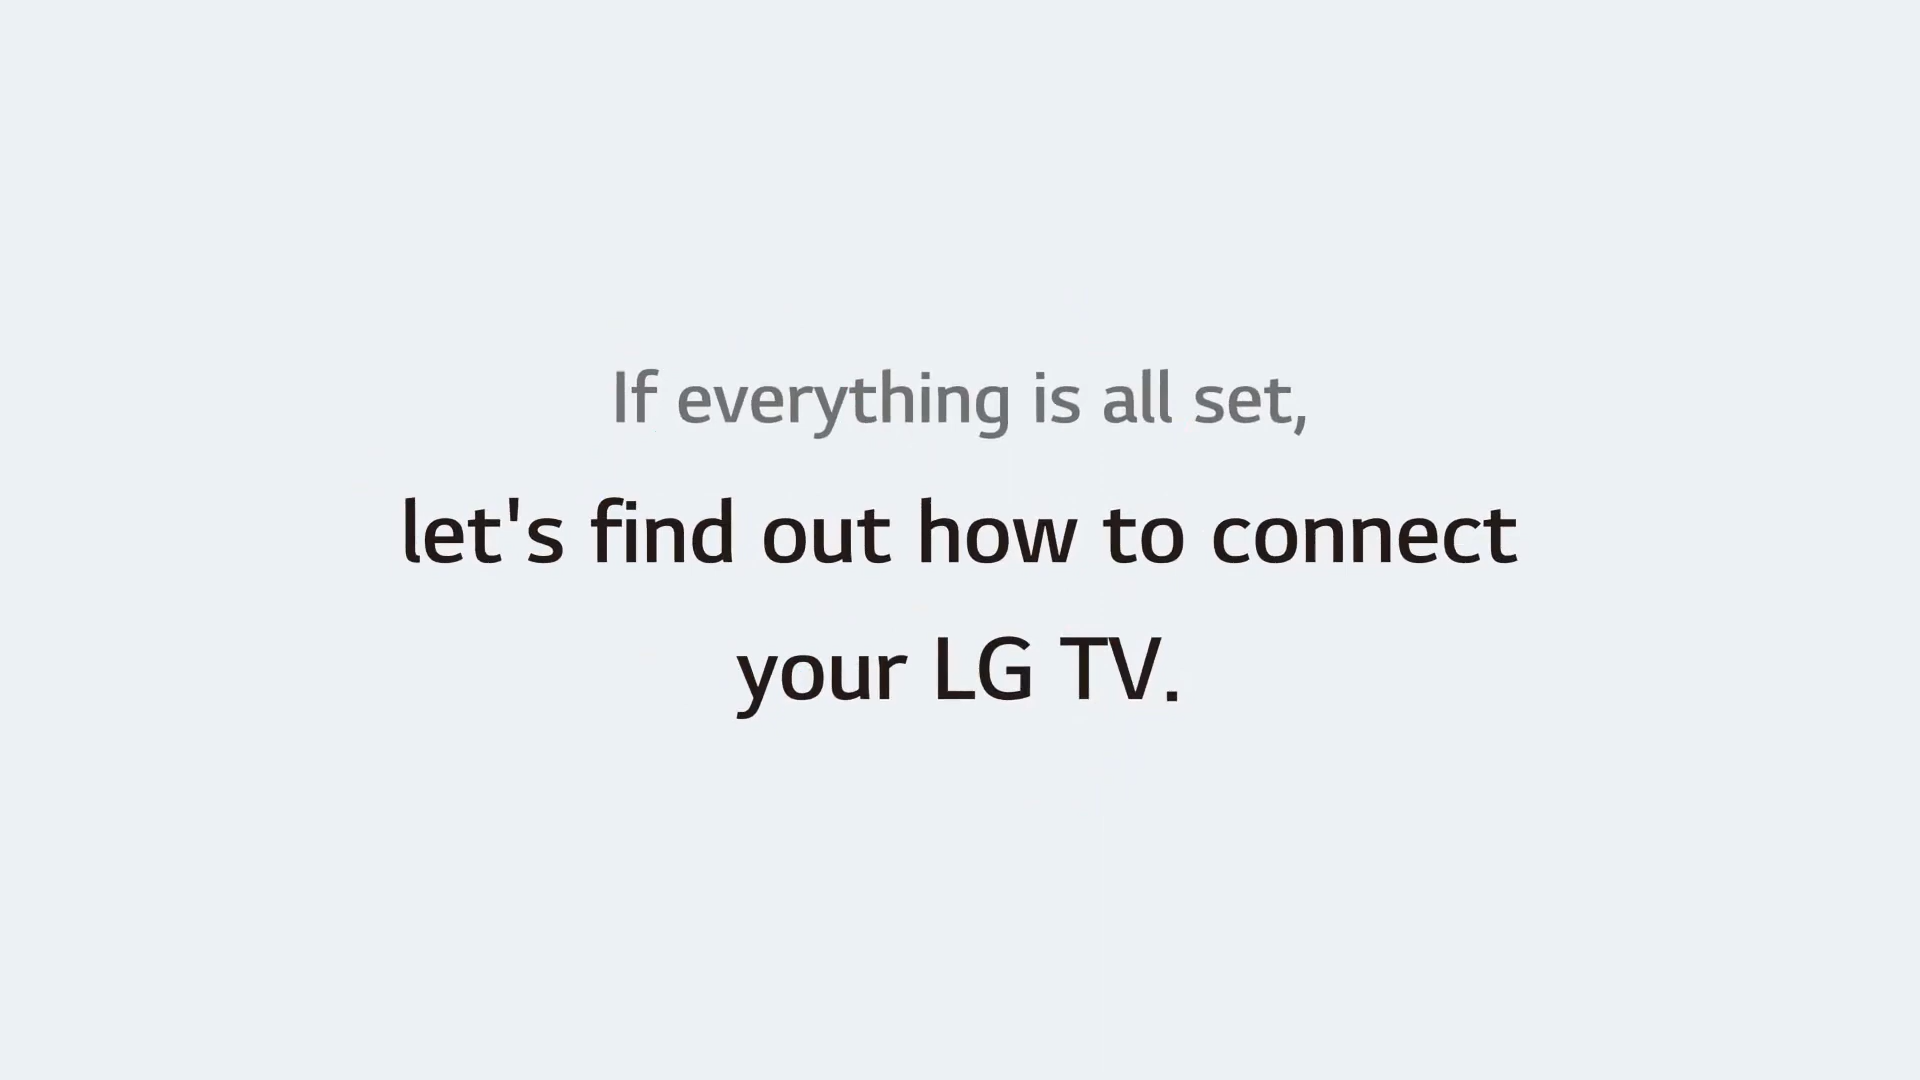 If everything is all set,
let's find out how to connect
your LG TV.